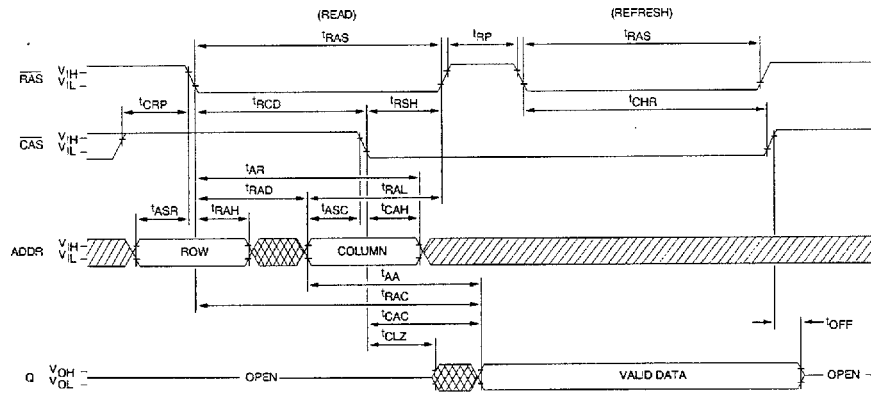 (READ) (REFRESH)
tRAS tRP tRAS
RAS VIH VIL
tCRP tRCD tRSH tCHR
CAS VIH VIL
tAR
tRAD tRAL
tASR tRAH tASC tCAH
ADDR VIH VIL ROW COLUMN
tAA
tRAC
tCAC tOFF
tCLZ
Q VOH VOL OPEN VALID DATA OPEN